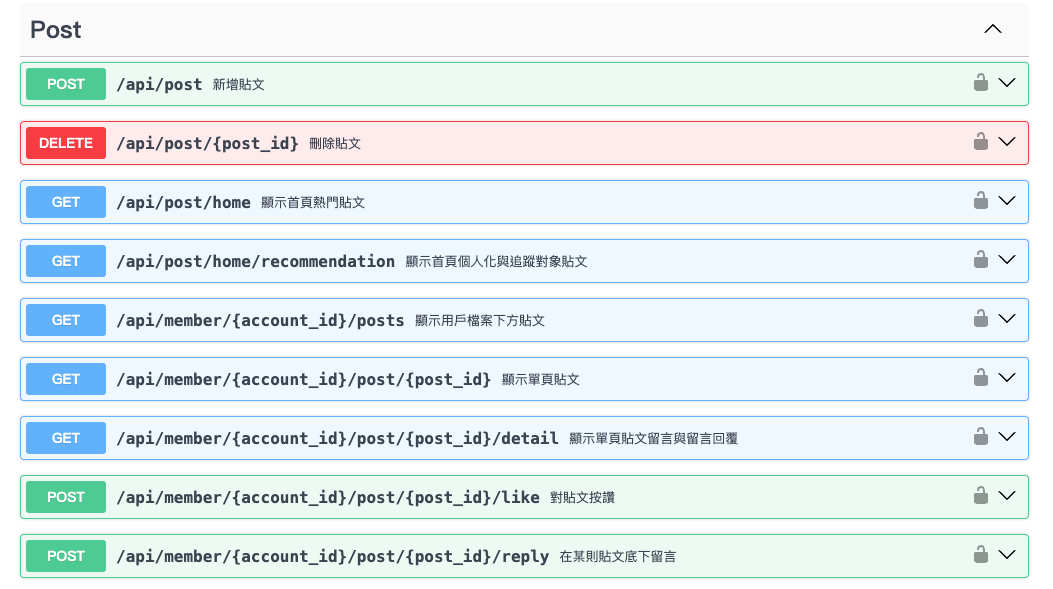 Post
POST /api/post 新增貼文
DELETE /api/post/{post_id} 刪除貼文
GET /api/post/home 顯示首頁熱門貼文
GET /api/post/home/recommendation 顯示首頁個人化與追蹤對象貼文
GET /api/member/{account_id}/posts 顯示用戶檔案下方貼文
GET /api/member/{account_id}/post/{post_id} 顯示單頁貼文
GET /api/member/{account_id}/post/{post_id}/detail 顯示單頁貼文留言與留言回覆
POST /api/member/{account_id}/post/{post_id}/like 對貼文按讚
POST /api/member/{account_id}/post/{post_id}/reply 在某則貼文底下留言